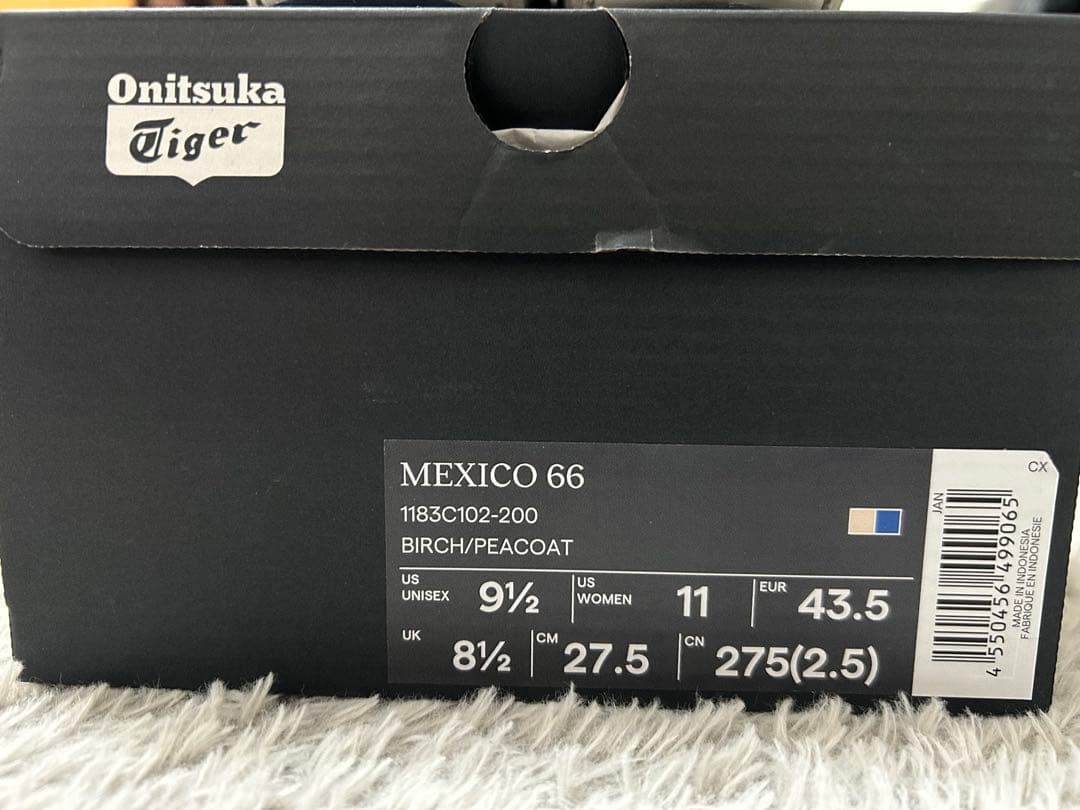 Onitsuka
Tiger
MEXICO 66
1183C102-200
BIRCH/PEACOAT
US UNISEX 9½ US WOMEN 11 EUR 43.5
UK 8½ CM 27.5 CN 275(2.5)
CX
JAN
4 550456 499065
MADE IN INDONESIA
FABRIQUE EN INDONESIE